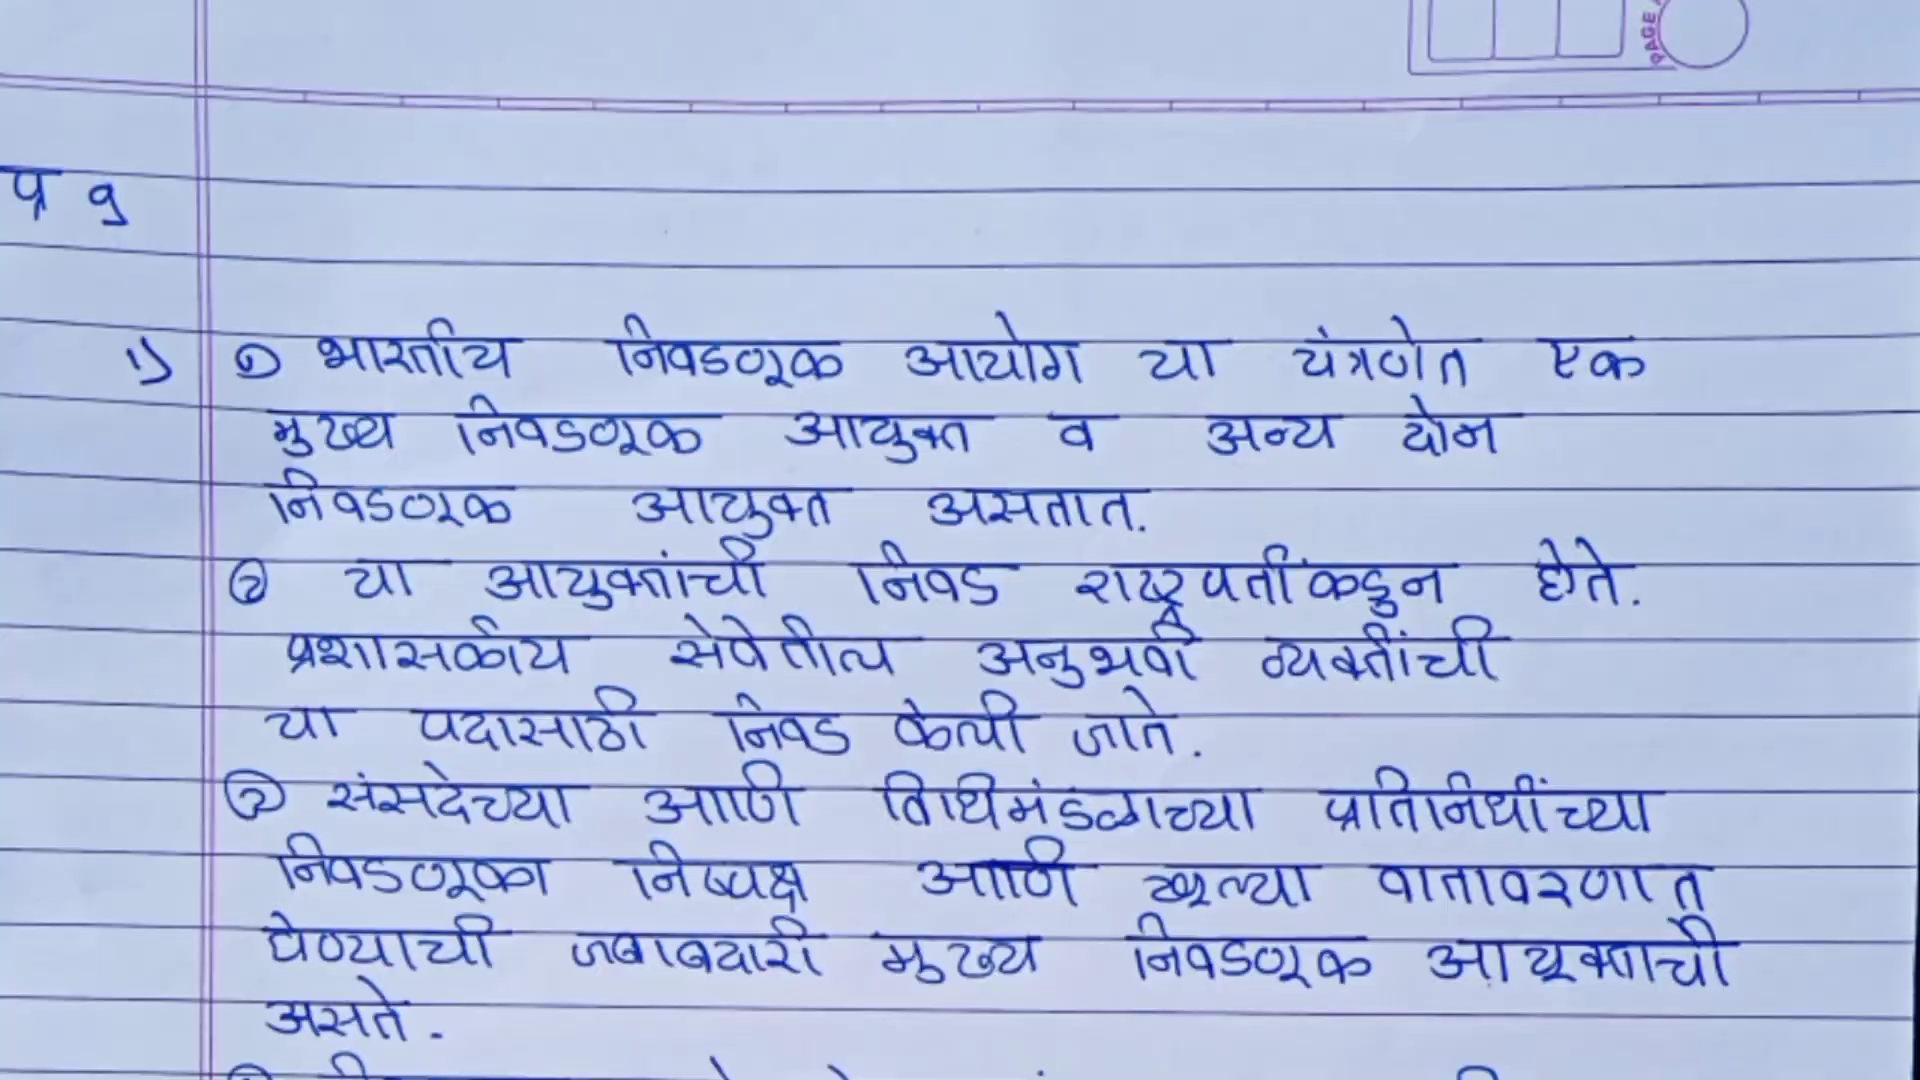 PAGE
प्र १
1) ① भारतीय निवडणूक आयोग या यंत्रणेत एक
मुख्य निवडणूक आयुक्त व अन्य दोन
निवडणूक आयुक्त असतात.
② या आयुक्तांची निवड राष्ट्रपतींकडुन होते.
प्रशासकीय सेवेतील अनुभवी व्यक्तींची
या पदासाठी निवड केली जाते.
③ संसदेच्या आणि विधिमंडळाच्या प्रतिनिधींच्या
निवडणूका निष्पक्ष आणि खुल्या वातावरणात
घेण्याची जबाबदारी मुख्य निवडणूक आयूक्ताची
असते.